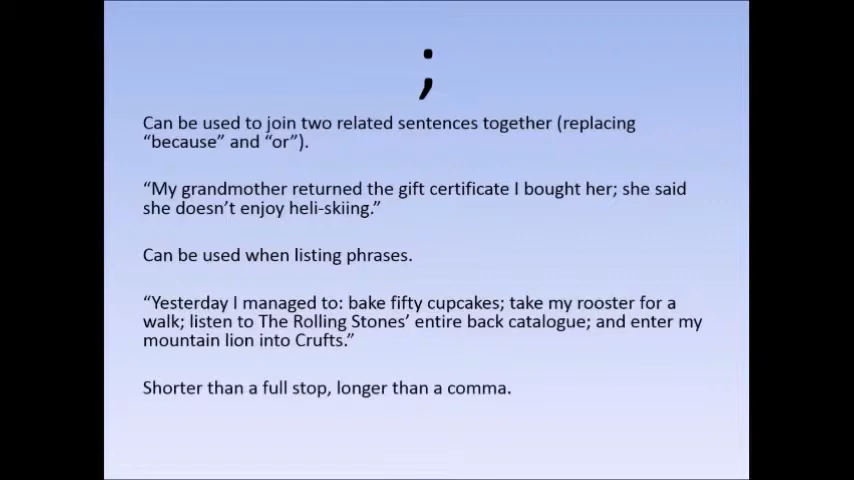 ;
Can be used to join two related sentences together (replacing
“because” and “or”).
“My grandmother returned the gift certificate I bought her; she said
she doesn’t enjoy heli-skiing.”
Can be used when listing phrases.
“Yesterday I managed to: bake fifty cupcakes; take my rooster for a
walk; listen to The Rolling Stones’ entire back catalogue; and enter my
mountain lion into Crufts.”
Shorter than a full stop, longer than a comma.